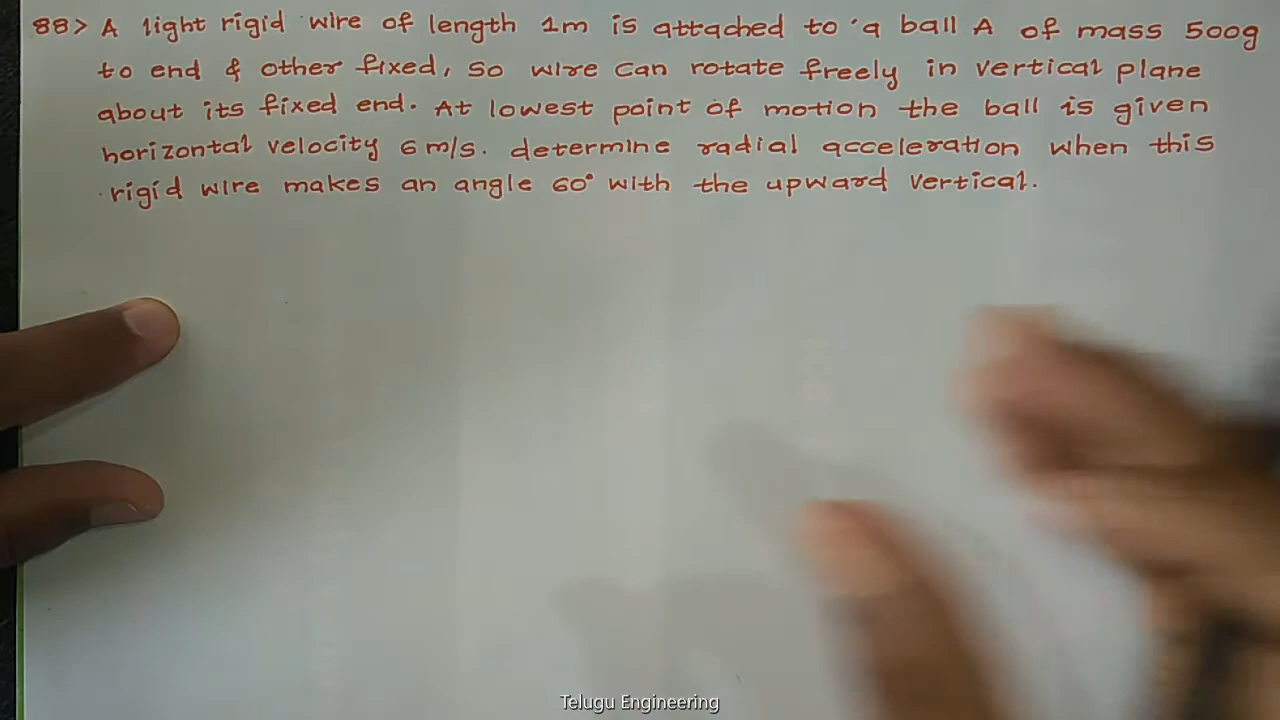 88> A light rigid wire of length 1m is attached to a ball A of mass 500g
to end & other fixed, so wire can rotate freely in vertical plane
about its fixed end. At lowest point of motion the ball is given
horizontal velocity 6 m/s. determine radial acceleration when this
rigid wire makes an angle 60° with the upward vertical.
Telugu Engineering